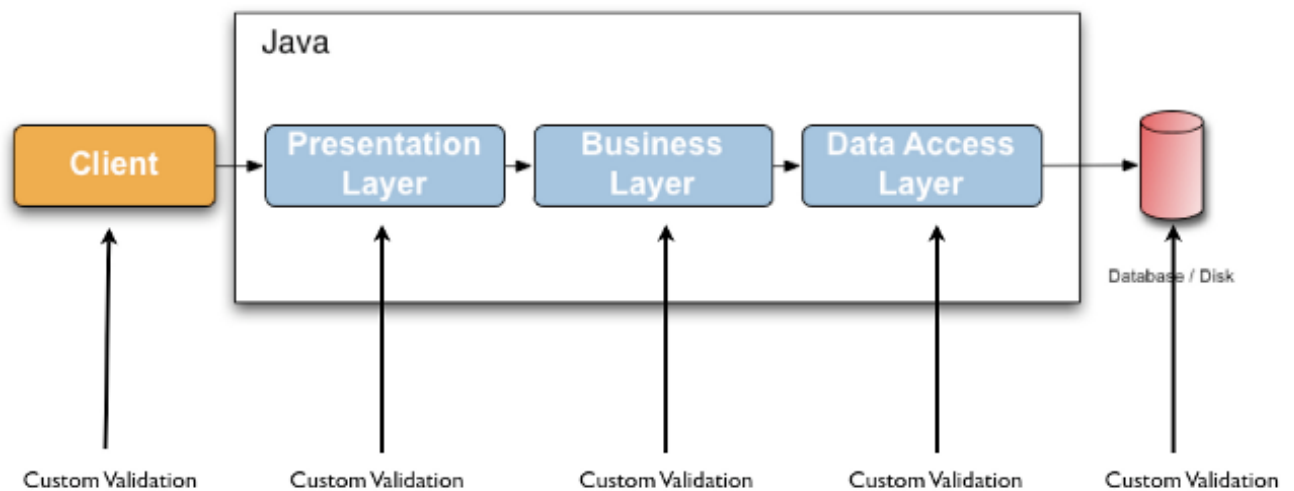 Java
Client
Presentation
Layer
Business
Layer
Data Access
Layer
Database / Disk
Custom Validation
Custom Validation
Custom Validation
Custom Validation
Custom Validation